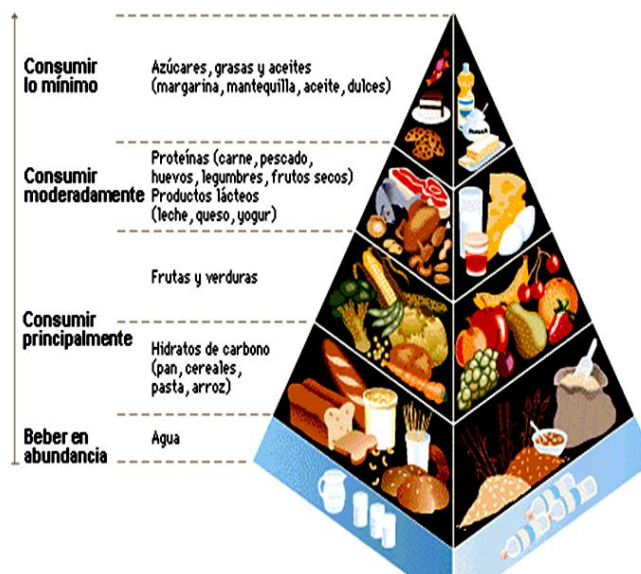 Consumir
lo mínimo
Azúcares, grasas y aceites
(margarina, mantequilla, aceite, dulces)
Consumir
moderadamente
Proteínas (carne, pescado,
huevos, legumbres, frutos secos)
Productos lácteos
(leche, queso, yogur)
Consumir
principalmente
Frutas y verduras
Hidratos de carbono
(pan, cereales,
pasta, arroz)
Beber en
abundancia
Agua